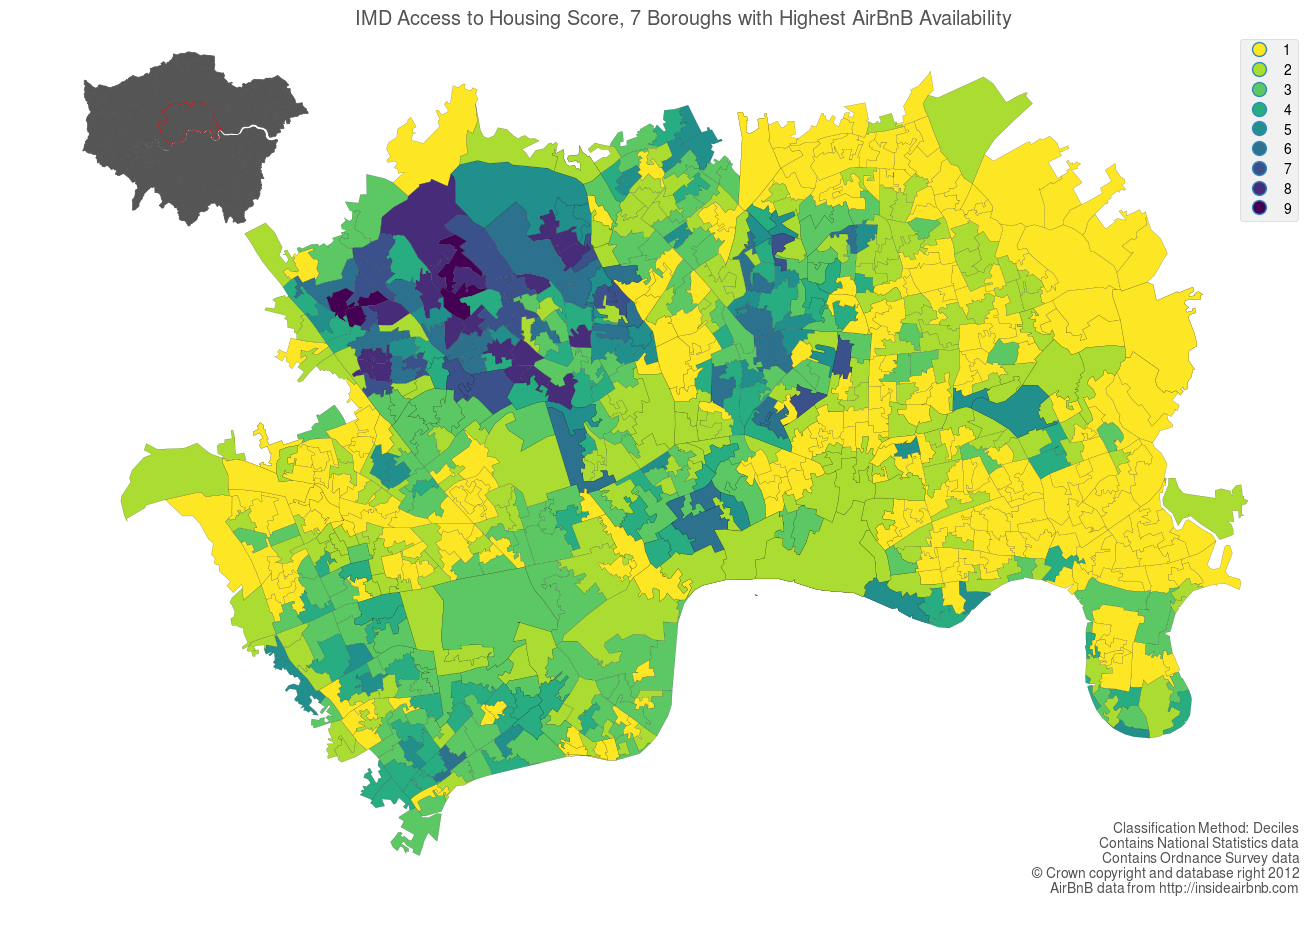 IMD Access to Housing Score, 7 Boroughs with Highest AirBnB Availability
1
2
3
4
5
6
7
8
9
Classification Method: Deciles
Contains National Statistics data
Contains Ordnance Survey data
© Crown copyright and database right 2012
AirBnB data from http://insideairbnb.com